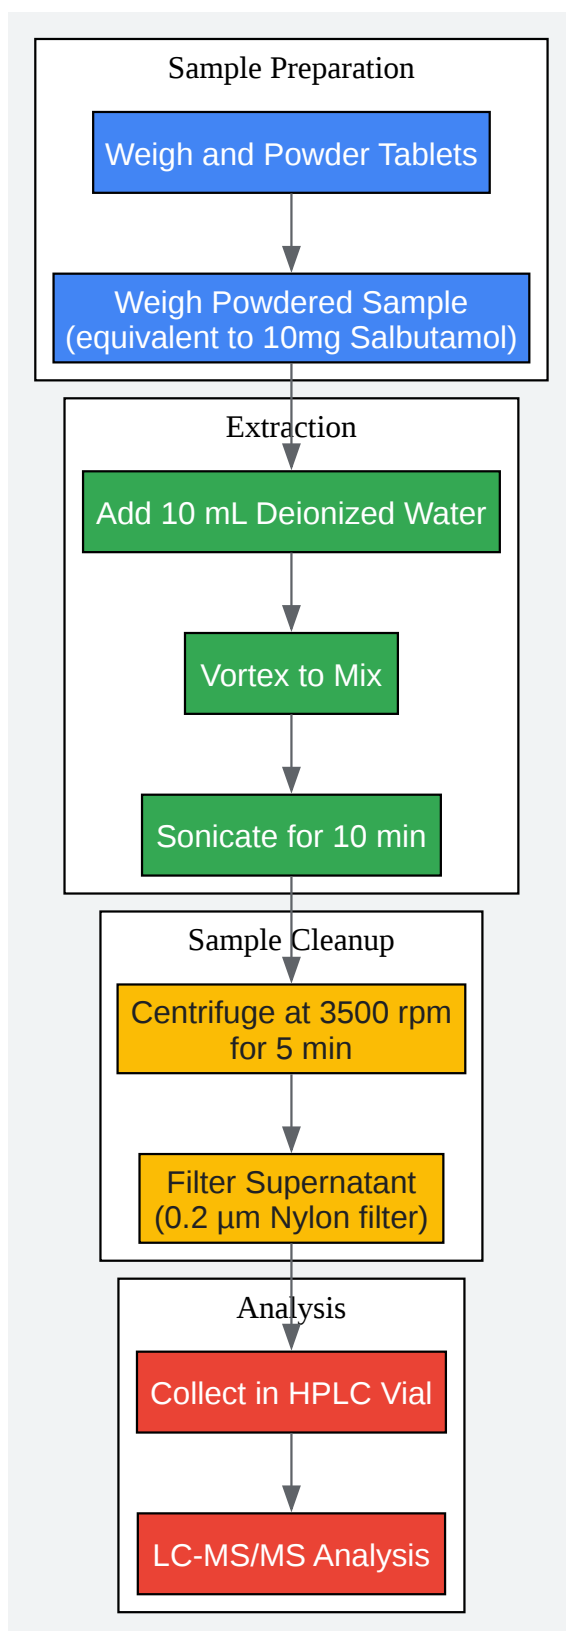 Sample Preparation
Weigh and Powder Tablets
Weigh Powdered Sample
(equivalent to 10mg Salbutamol)
Extraction
Add 10 mL Deionized Water
Vortex to Mix
Sonicate for 10 min
Sample Cleanup
Centrifuge at 3500 rpm
for 5 min
Filter Supernatant
(0.2 µm Nylon filter)
Analysis
Collect in HPLC Vial
LC-MS/MS Analysis